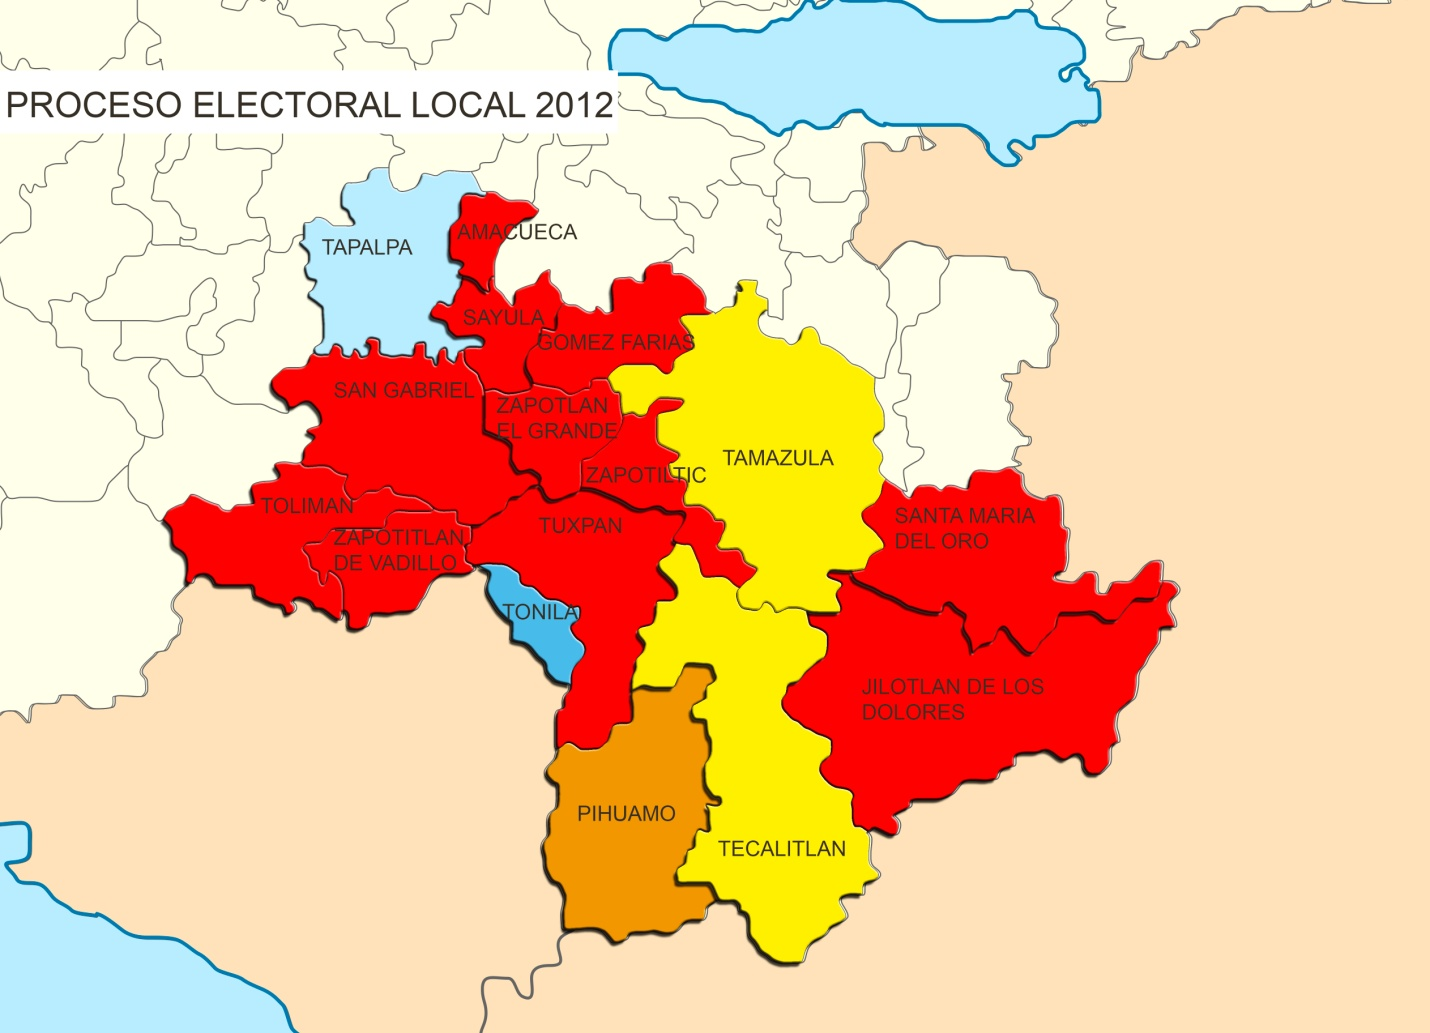 PROCESO ELECTORAL LOCAL 2012
TAPALPA
AMACUECA
SAYULA
GOMEZ FARIAS
SAN GABRIEL
ZAPOTLAN
EL GRANDE
TAMAZULA
ZAPOTILTIC
TOLIMAN
TUXPAN
SANTA MARIA
DEL ORO
ZAPOTITLAN
DE VADILLO
TONILA
JILOTLAN DE LOS
DOLORES
PIHUAMO
TECALITLAN